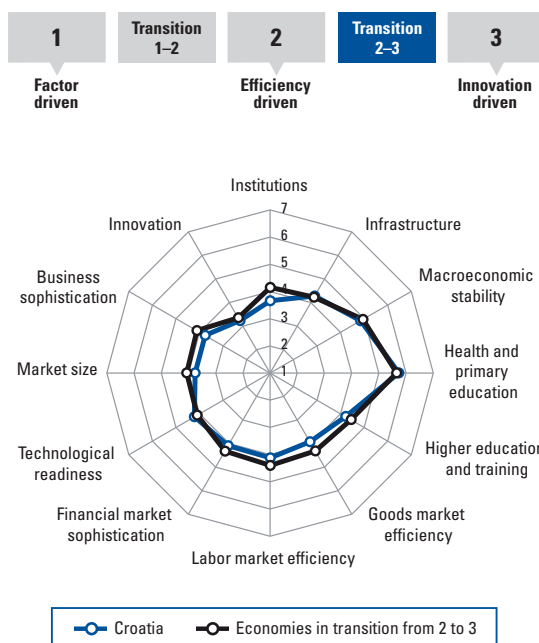 1
Transition
1–2
2
Transition
2–3
3
Factor
driven
Efficiency
driven
Innovation
driven
Institutions
7
Innovation
Infrastructure
6
5
Business
sophistication
Macroeconomic
stability
4
3
2
Market size
1
Health and
primary
education
Technological
readiness
Higher education
and training
Financial market
sophistication
Goods market
efficiency
Labor market efficiency
Croatia
Economies in transition from 2 to 3